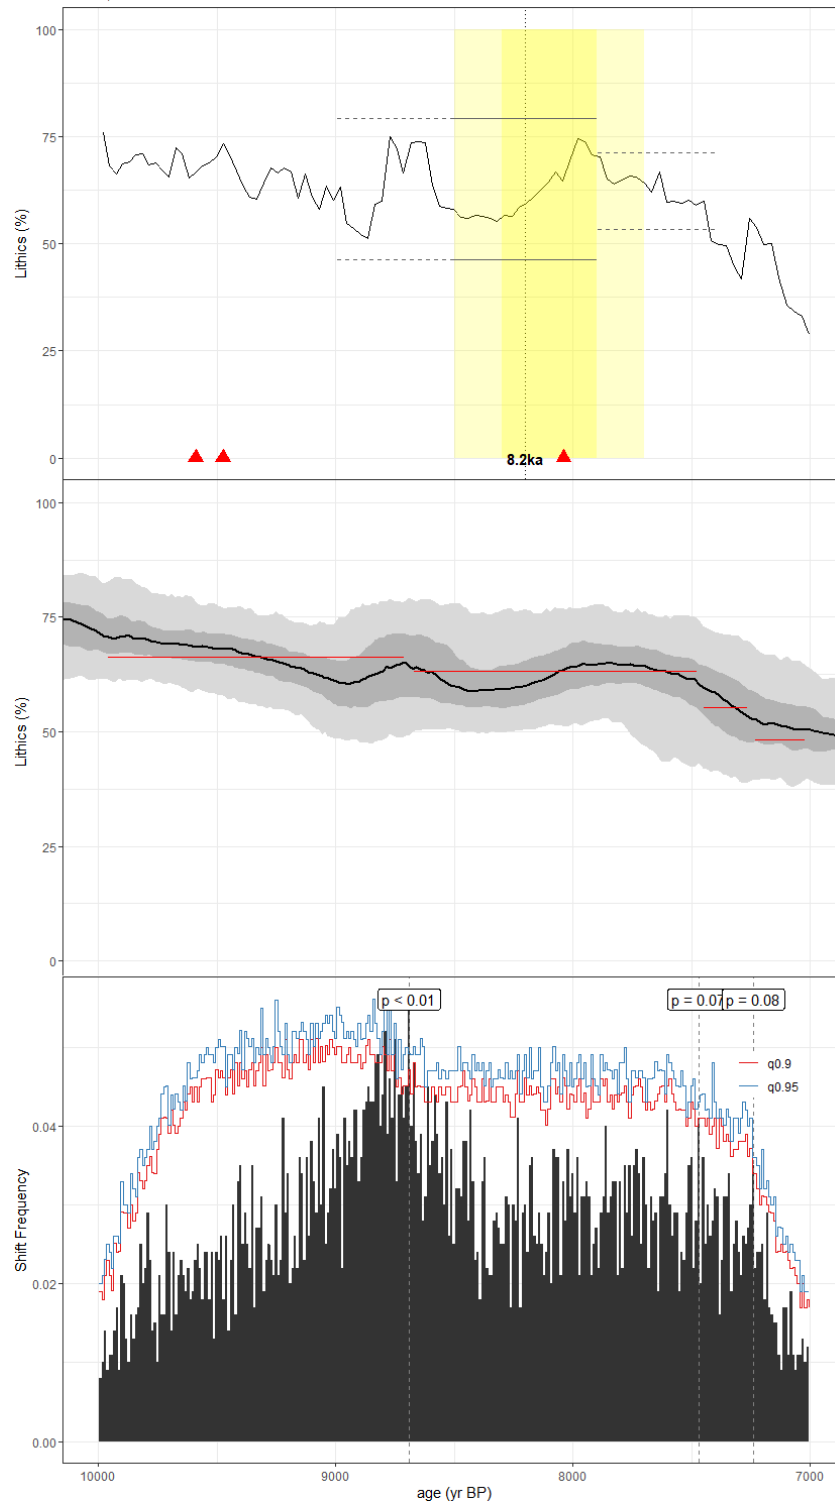 100
75
50
25
0
Lithics (%)
8.2ka
100
75
50
25
0
Lithics (%)
p < 0.01
p = 0.07
p = 0.08
q0.9
q0.95
0.04
0.02
0.00
Shift Frequency
10000 9000 8000 7000
age (yr BP)